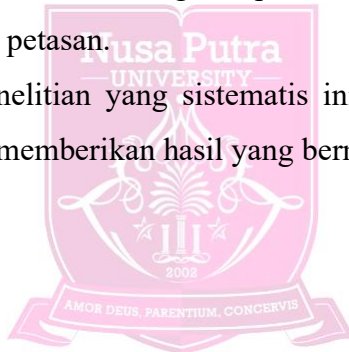 petasan.
Nusa Putra
UNIVERSITY
nelitian yang sistematis in
memberikan hasil yang ber
2002
AMOR DEUS, PARENTIUM, CONCERVIS